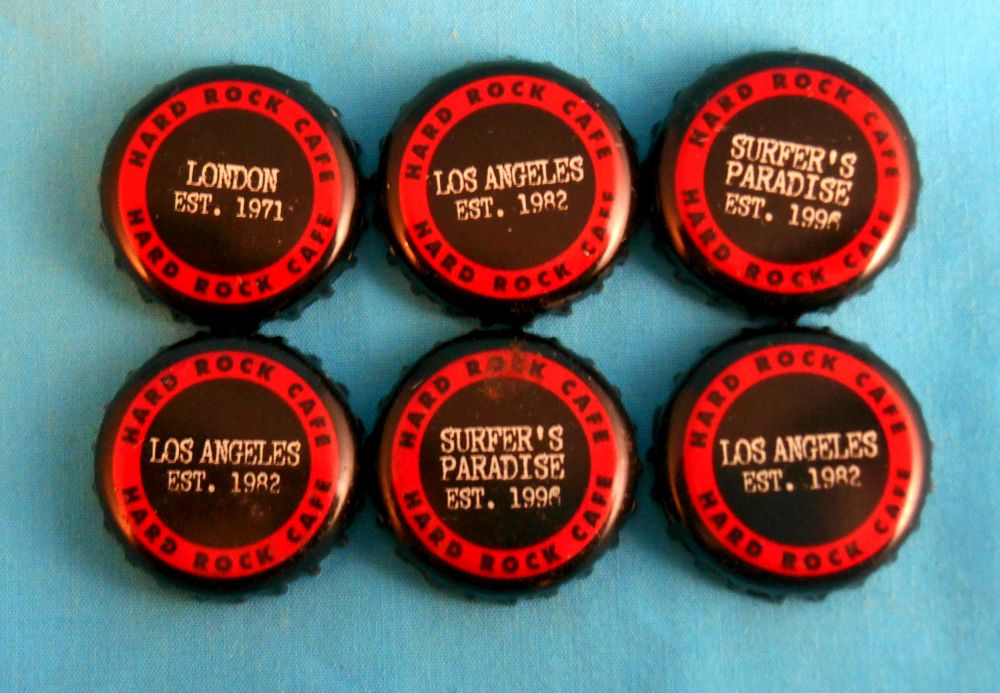 HARD ROCK CAFE
LONDON
EST. 1971
HARD ROCK CAFE
HARD ROCK CAFE
LOS ANGELES
EST. 1982
HARD ROCK CAFE
HARD ROCK CAFE
SURFER'S
PARADISE
EST. 1996
HARD ROCK CAFE
HARD ROCK CAFE
LOS ANGELES
EST. 1982
HARD ROCK CAFE
HARD ROCK CAFE
SURFER'S
PARADISE
EST. 1996
HARD ROCK CAFE
HARD ROCK CAFE
LOS ANGELES
EST. 1982
HARD ROCK CAFE